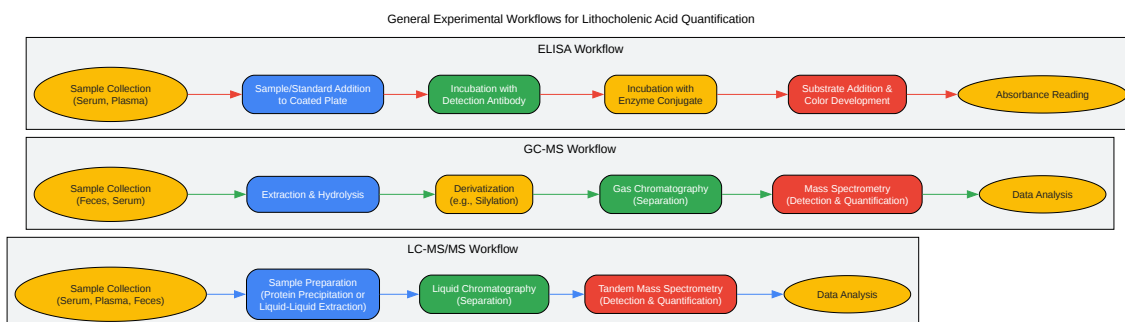 General Experimental Workflows for Lithocholenic Acid Quantification
ELISA Workflow
Sample Collection
(Serum, Plasma)
Sample/Standard Addition
to Coated Plate
Incubation with
Detection Antibody
Incubation with
Enzyme Conjugate
Substrate Addition &
Color Development
Absorbance Reading
GC-MS Workflow
Sample Collection
(Feces, Serum)
Extraction & Hydrolysis
Derivatization
(e.g., Silylation)
Gas Chromatography
(Separation)
Mass Spectrometry
(Detection & Quantification)
Data Analysis
LC-MS/MS Workflow
Sample Collection
(Serum, Plasma, Feces)
Sample Preparation
(Protein Precipitation or
Liquid-Liquid Extraction)
Liquid Chromatography
(Separation)
Tandem Mass Spectrometry
(Detection & Quantification)
Data Analysis